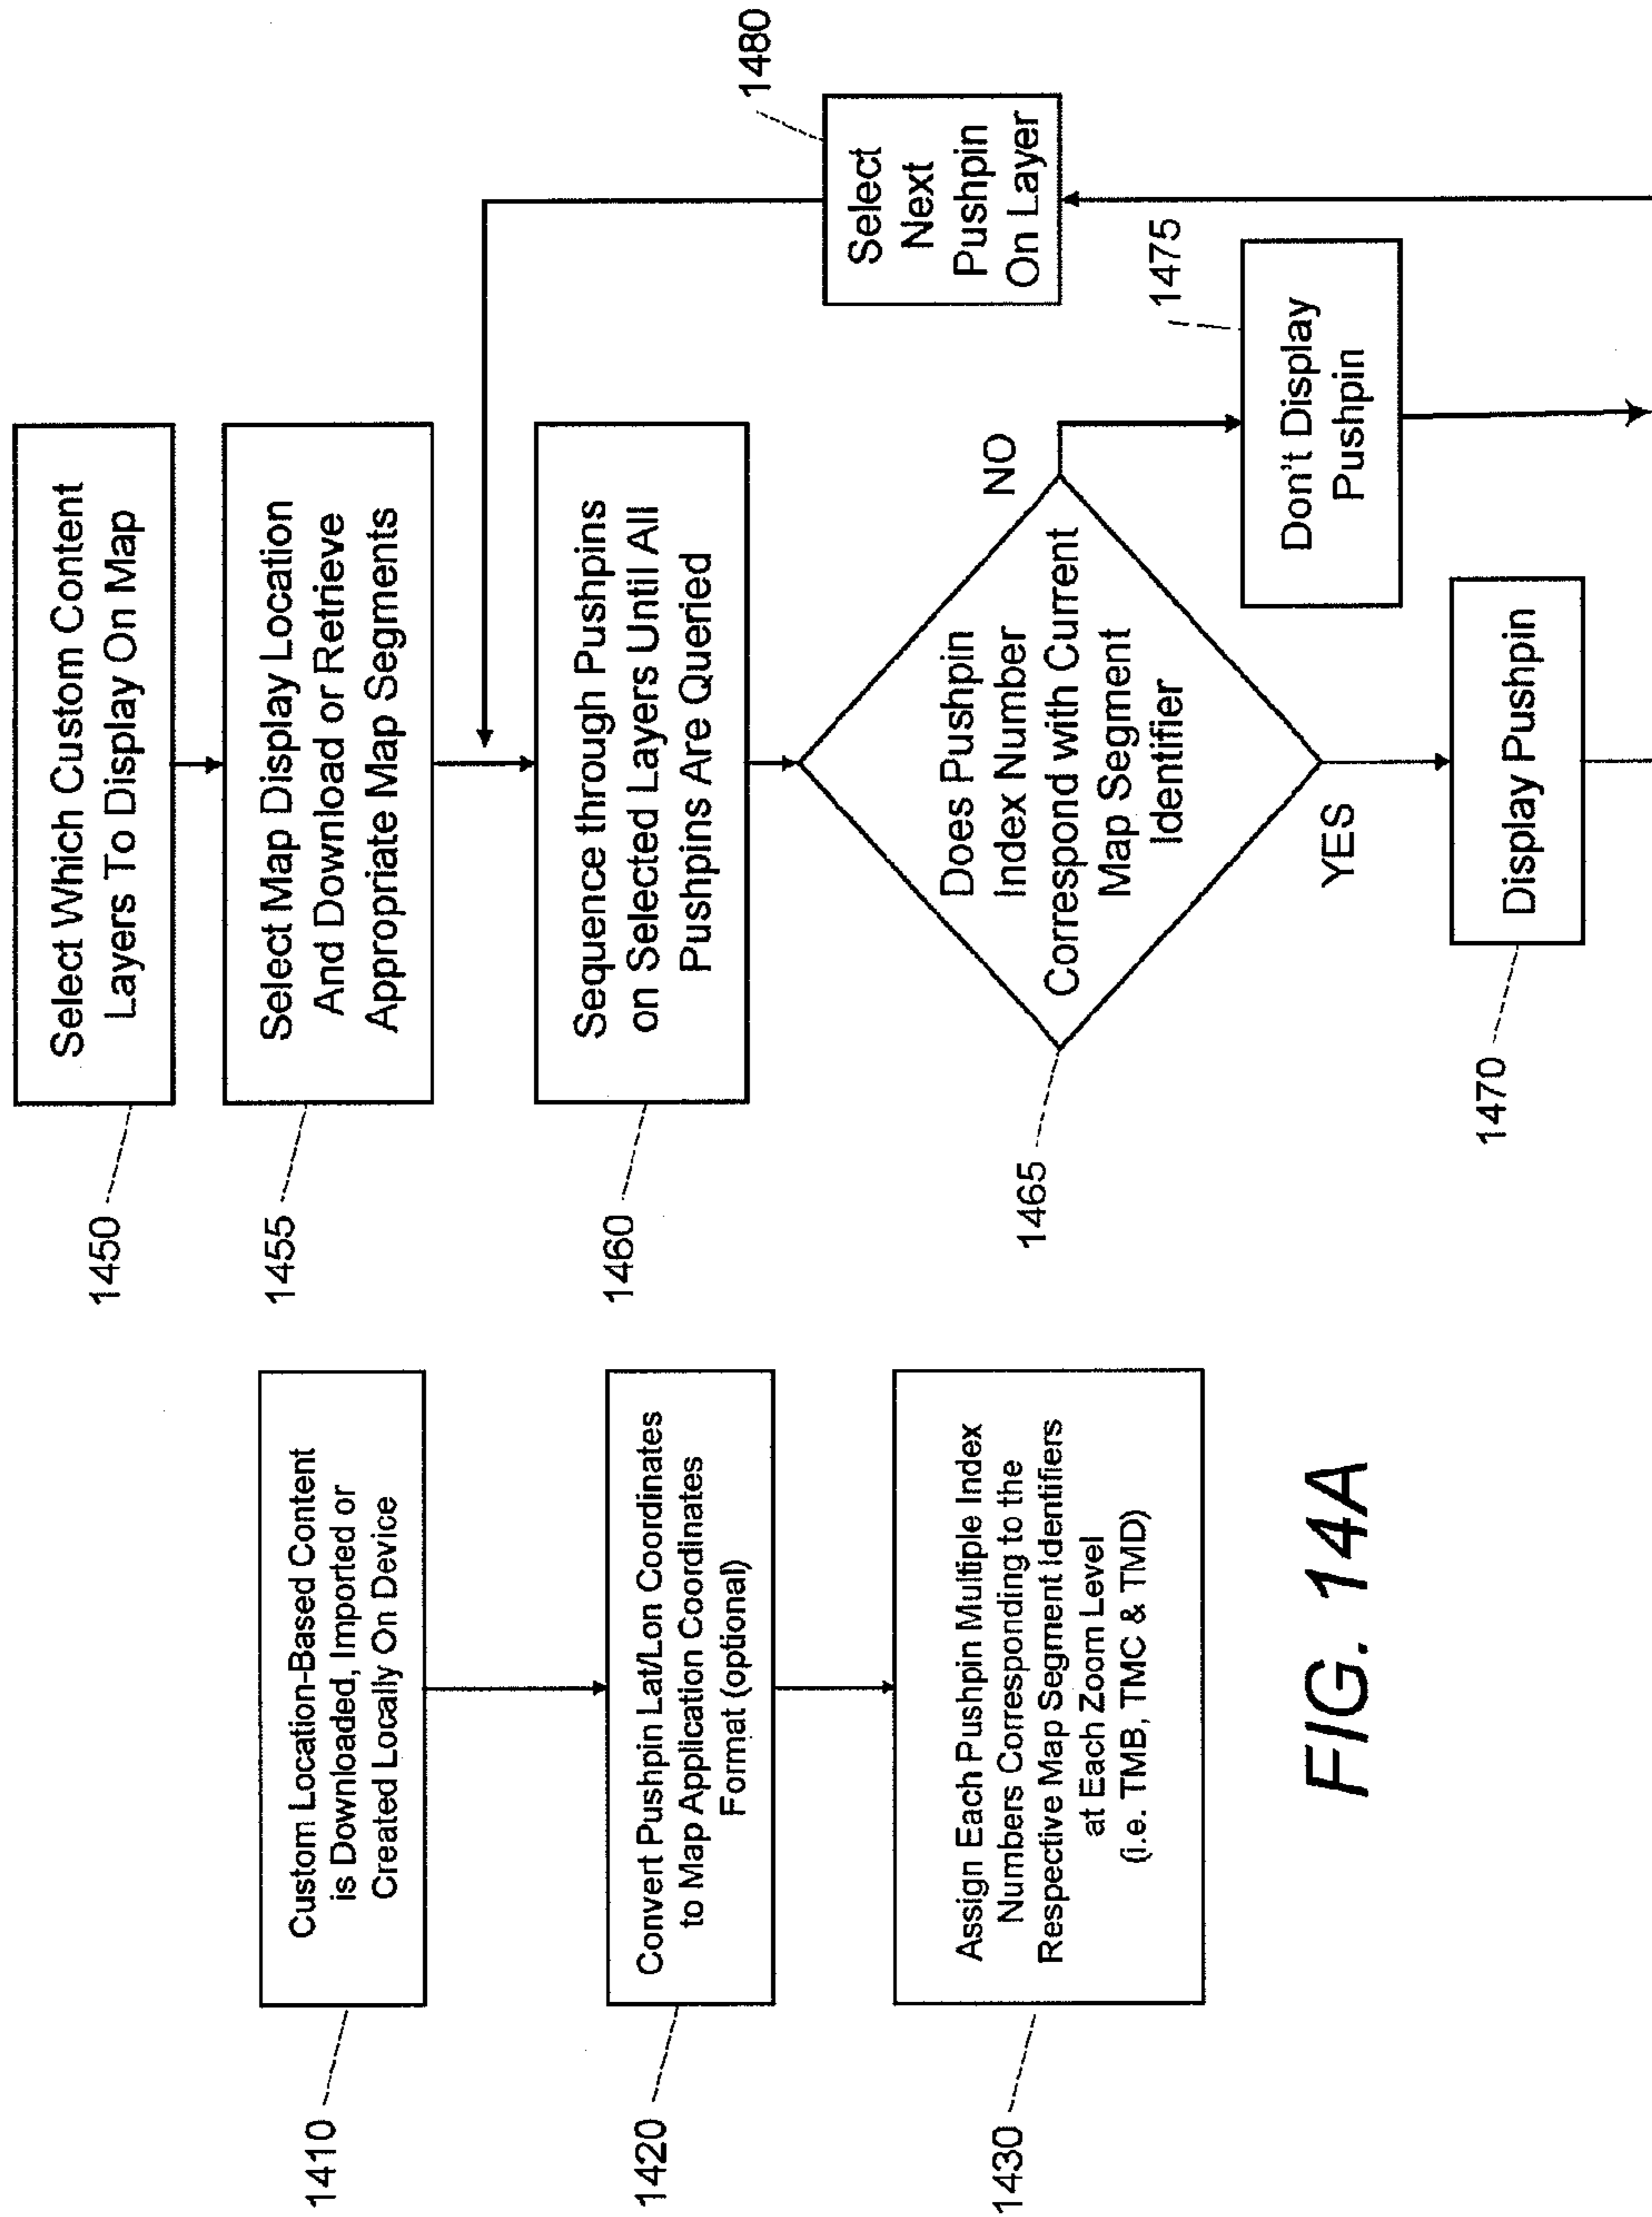 1410
Custom Location-Based Content
is Downloaded, Imported or
Created Locally On Device
1420
Convert Pushpin Lat/Lon Coordinates
to Map Application Coordinates
Format (optional)
1430
Assign Each Pushpin Multiple Index
Numbers Corresponding to the
Respective Map Segment Identifiers
at Each Zoom Level
(i.e. TMB, TMC & TMD)
FIG. 14A
1450
Select Which Custom Content
Layers To Display On Map
1455
Select Map Display Location
And Download or Retrieve
Appropriate Map Segments
1460
Sequence through Pushpins
on Selected Layers Until All
Pushpins Are Queried
1465
Does Pushpin
Index Number
Correspond with Current
Map Segment
Identifier
NO
YES
1470
Display Pushpin
1475
Don't Display
Pushpin
1480
Select
Next
Pushpin
On Layer